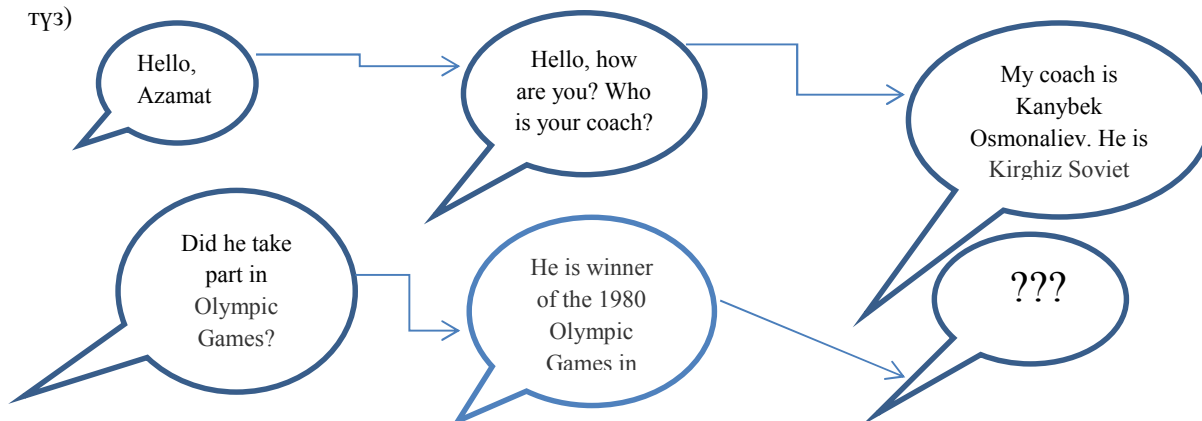 түз)
Hello,
Azamat
Hello, how
are you? Who
is your coach?
My coach is
Kanybek
Osmonaliev. He is
Kirghiz Soviet
Did he take
part in
Olympic
Games?
He is winner
of the 1980
Olympic
Games in
???